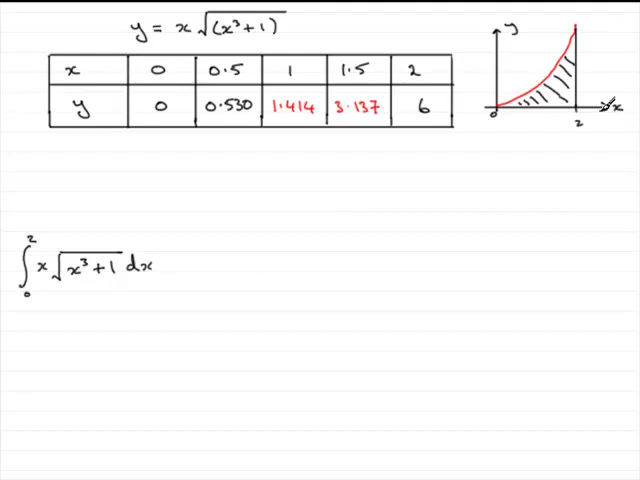 y = x√(x³+1)
x 0 0.5 1 1.5 2
y 0 0.530 1.414 3.137 6
y
x
0
2
∫₀² x√x³+1 dx